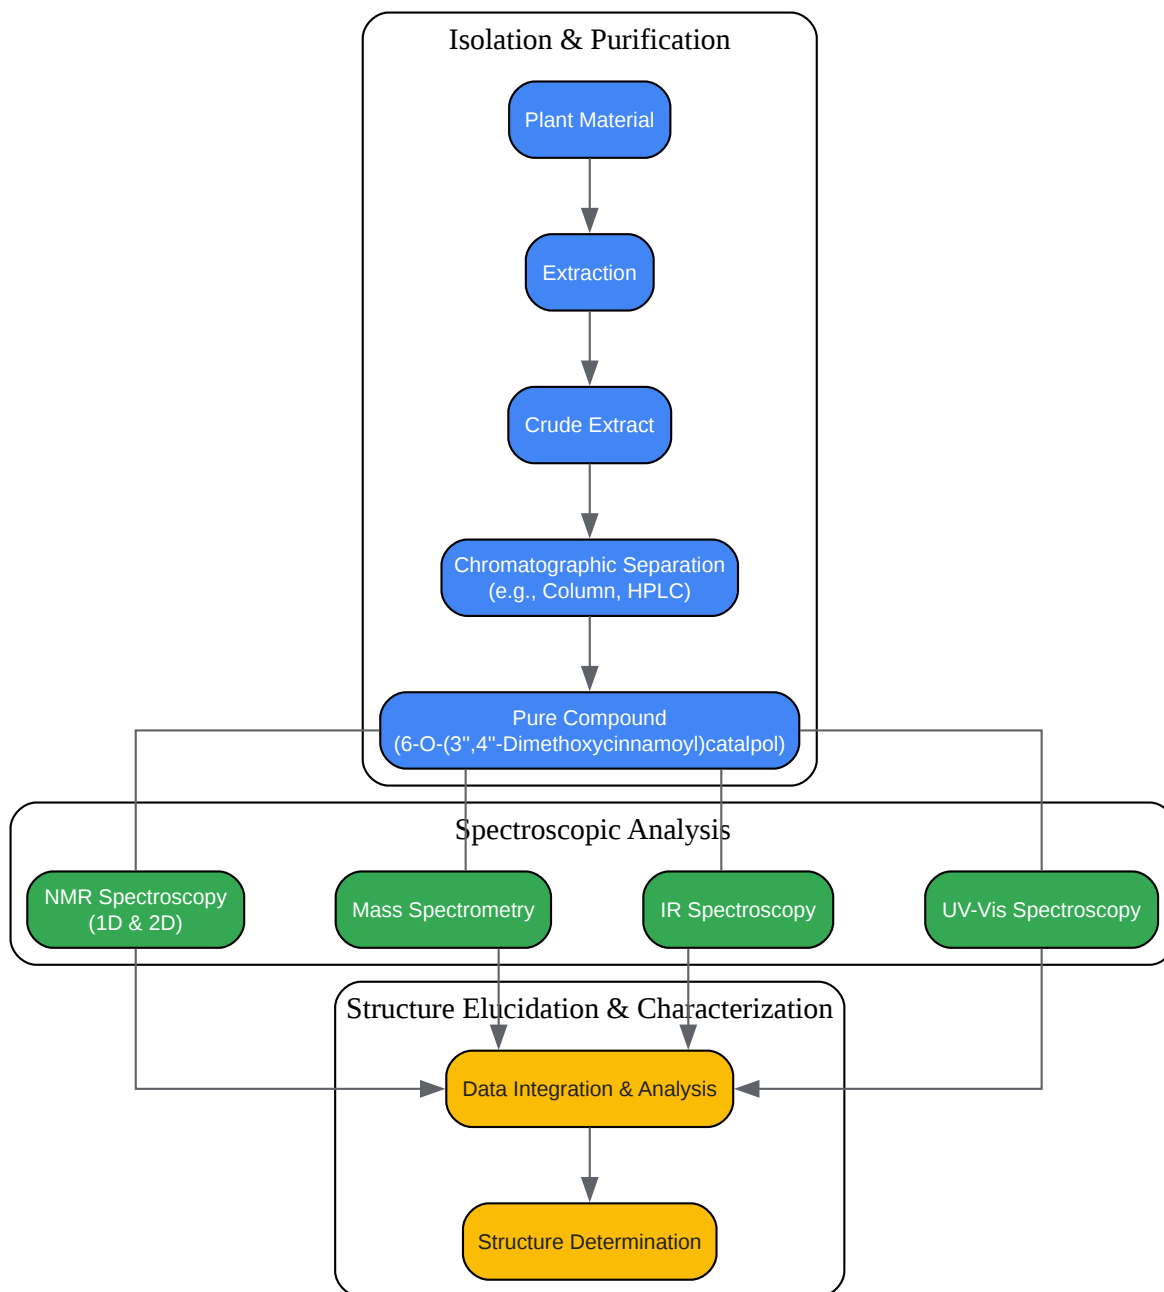 Isolation & Purification
Plant Material
Extraction
Crude Extract
Chromatographic Separation
(e.g., Column, HPLC)
Pure Compound
(6-O-(3'',4''-Dimethoxycinnamoyl)catalpol)
Spectroscopic Analysis
NMR Spectroscopy
(1D & 2D)
Mass Spectrometry
IR Spectroscopy
UV-Vis Spectroscopy
Structure Elucidation & Characterization
Data Integration & Analysis
Structure Determination